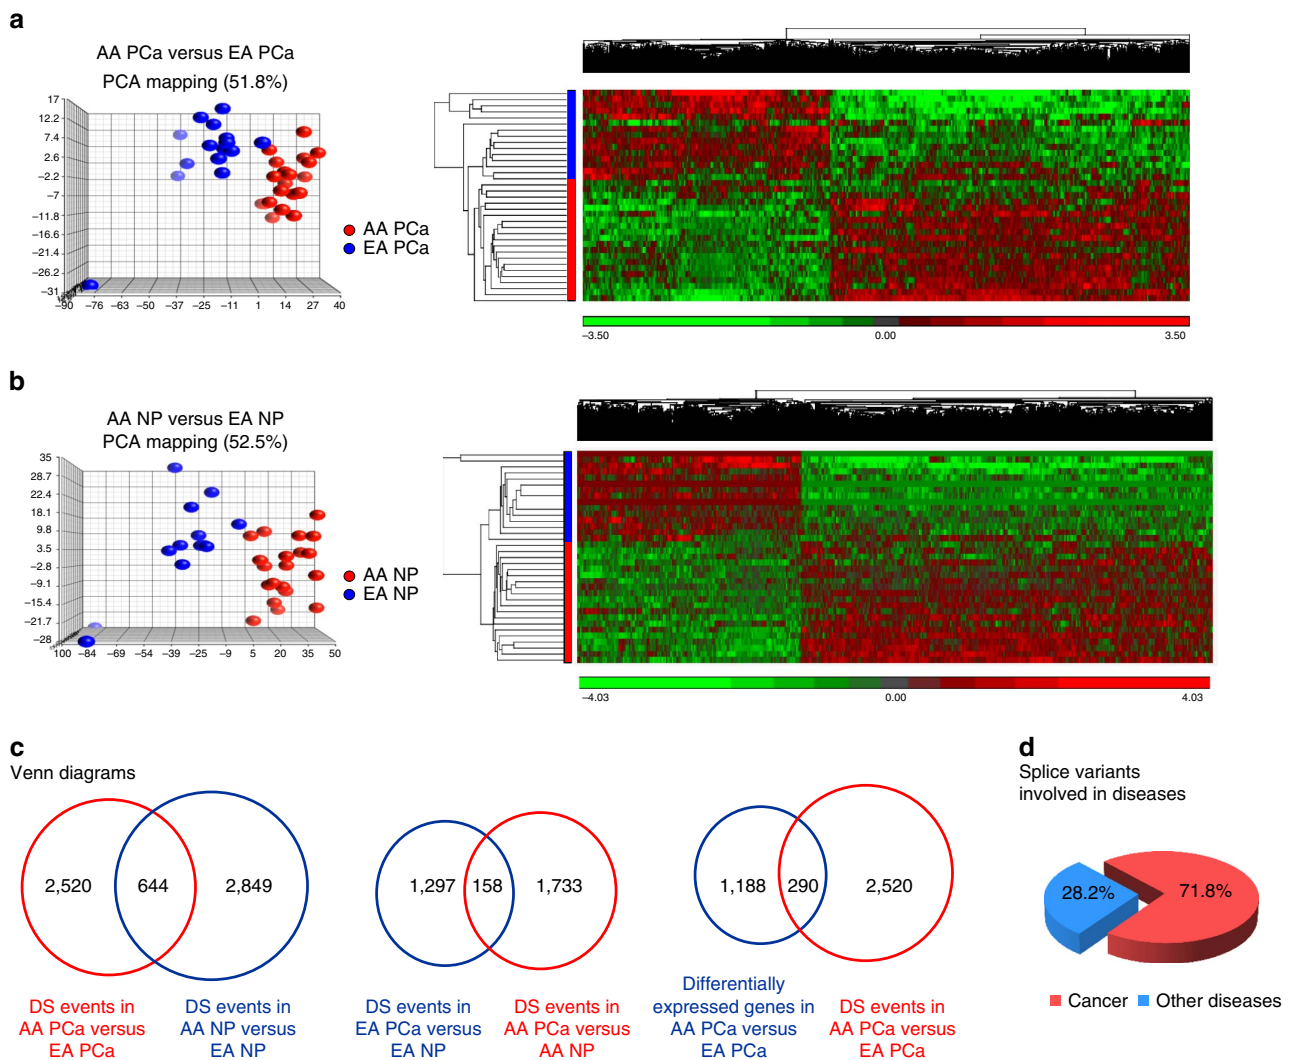 a
AA PCa versus EA PCa
PCA mapping (51.8%)
17
12.2
7.4
2.6
−2.2
−7
−11.8
−16.6
−21.4
−26.2
−31
−90 −76 −63 −50 −37 −25 −11 1 14 27 40
AA PCa
EA PCa
−3.50 0.00 3.50
b
AA NP versus EA NP
PCA mapping (52.5%)
35
28.7
22.4
18.1
9.8
3.5
−2.8
−9.1
−15.4
−21.7
−28
100 −84 −69 −54 −39 −25 −9 5 20 35 50
AA NP
EA NP
−4.03 0.00 4.03
c
Venn diagrams
2,520 644 2,849
DS events in
AA PCa versus
EA PCa
DS events in
AA NP versus
EA NP
1,297 158 1,733
DS events in
EA PCa versus
EA NP
DS events in
AA PCa versus
AA NP
1,188 290 2,520
Differentially
expressed genes in
AA PCa versus
EA PCa
DS events in
AA PCa versus
EA PCa
d
Splice variants
involved in diseases
28.2% 71.8%
Cancer Other diseases